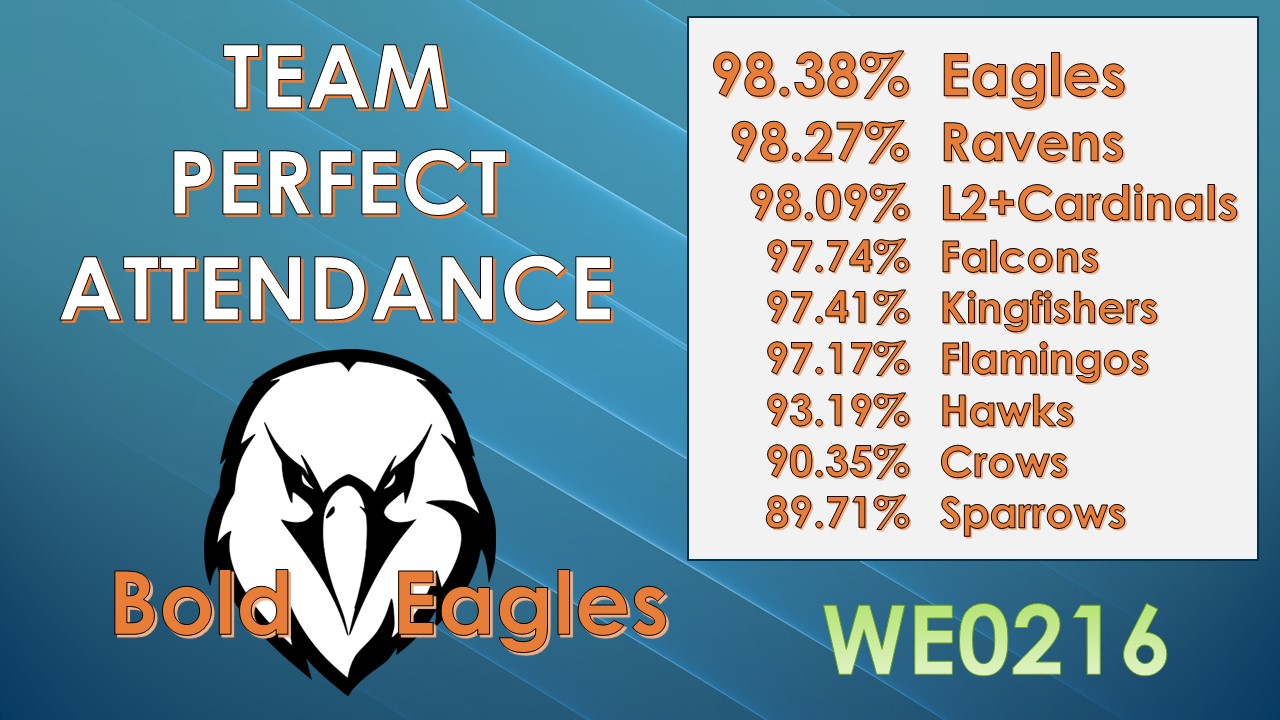 TEAM
PERFECT
ATTENDANCE
Bold Eagles
98.38% Eagles
98.27% Ravens
98.09% L2+Cardinals
97.74% Falcons
97.41% Kingfishers
97.17% Flamingos
93.19% Hawks
90.35% Crows
89.71% Sparrows
WE0216